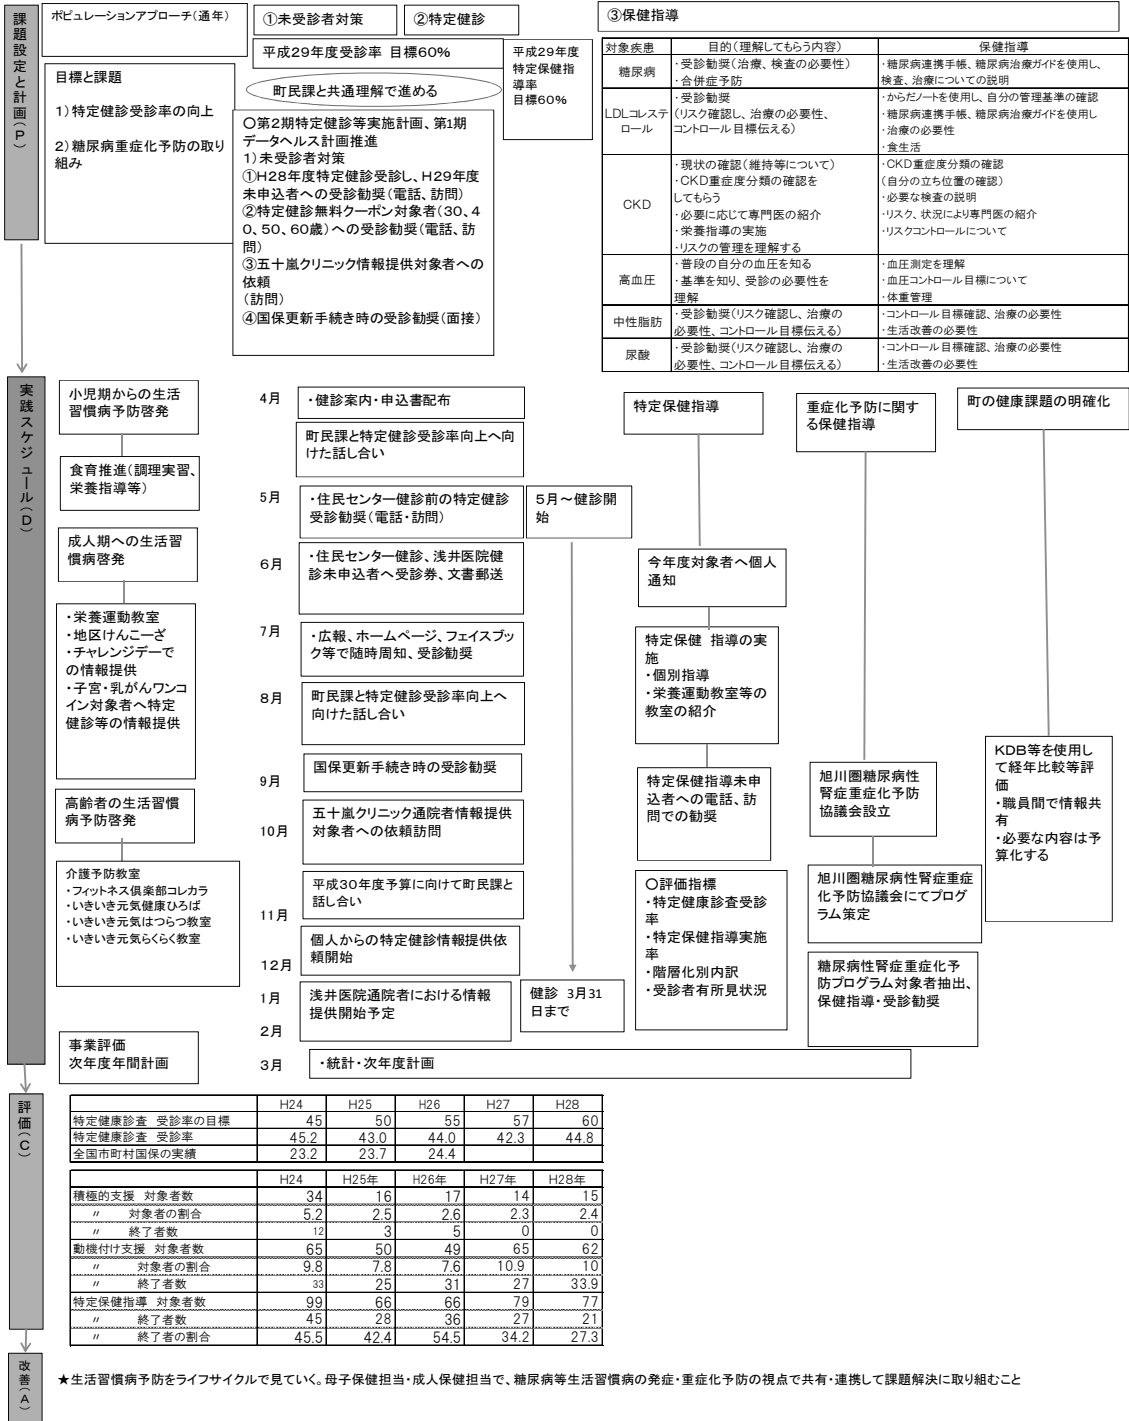 課題設定と計画(P)
ポピュレーションアプローチ(通年)
目標と課題
1)特定健診受診率の向上
2)糖尿病重症化予防の取り
組み
①未受診者対策
②特定健診
平成29年度受診率 目標60%
平成29年度
特定保健指
導率
目標60%
町民課と共通理解で進める
○第2期特定健診等実施計画、第1期
データヘルス計画推進
1)未受診者対策
①H28年度特定健診受診し、H29年度
未申込者への受診勧奨(電話、訪問)
②特定健診無料クーポン対象者(30、4
0、50、60歳)への受診勧奨(電話、訪
問)
③五十嵐クリニック情報提供対象者への
依頼
(訪問)
④国保更新手続き時の受診勧奨(面接)
③保健指導
対象疾患 目的(理解してもらう内容) 保健指導
糖尿病
・受診勧奨(治療、検査の必要性)
・合併症予防
・糖尿病連携手帳、糖尿病治療ガイドを使用し、
検査、治療についての説明
LDLコレステ
ロール
・受診勧奨
(リスク確認し、治療の必要性、
コントロール目標伝える)
・からだノートを使用し、自分の管理基準の確認
・糖尿病連携手帳、糖尿病治療ガイドを使用し
・治療の必要性
・食生活
CKD
・現状の確認(維持等について)
・CKD重症度分類の確認を
してもらう
・必要に応じて専門医の紹介
・栄養指導の実施
・リスクの管理を理解する
・CKD重症度分類の確認
(自分の立ち位置の確認)
・必要な検査の説明
・リスク、状況により専門医の紹介
・リスクコントロールについて
高血圧
・普段の自分の血圧を知る
・基準を知り、受診の必要性を
理解
・血圧測定を理解
・血圧コントロール目標について
・体重管理
中性脂肪
・受診勧奨(リスク確認し、治療の
必要性、コントロール目標伝える)
・コントロール目標確認、治療の必要性
・生活改善の必要性
尿酸
・受診勧奨(リスク確認し、治療の
必要性、コントロール目標伝える)
・コントロール目標確認、治療の必要性
・生活改善の必要性
実践スケジュール(D)
小児期からの生活
習慣病予防啓発
食育推進(調理実習、
栄養指導等)
成人期への生活習
慣病啓発
・栄養運動教室
・地区けんこーざ
・チャレンジデーで
の情報提供
・子宮・乳がんワンコ
イン対象者へ特定
健診等の情報提供
高齢者の生活習慣
病予防啓発
介護予防教室
・フィットネス倶楽部コレカラ
・いきいき元気健康ひろば
・いきいき元気はつらつ教室
・いきいき元気らくらく教室
事業評価
次年度年間計画
4月
・健診案内・申込書配布
町民課と特定健診受診率向上へ向
けた話し合い
5月
・住民センター健診前の特定健診
受診勧奨(電話・訪問)
5月~健診開
始
6月
・住民センター健診、浅井医院健
診未申込者へ受診券、文書郵送
7月
・広報、ホームページ、フェイスブッ
ク等で随時周知、受診勧奨
8月
町民課と特定健診受診率向上へ
向けた話し合い
9月
国保更新手続き時の受診勧奨
10月
五十嵐クリニック通院者情報提供
対象者への依頼訪問
平成30年度予算に向けて町民課と
話し合い
11月
個人からの特定健診情報提供依
頼開始
12月
1月
浅井医院通院者における情報
提供開始予定
2月
健診 3月31
日まで
3月
・統計・次年度計画
特定保健指導
今年度対象者へ個人
通知
特定保健 指導の実
施
・個別指導
・栄養運動教室等の
教室の紹介
特定保健指導未申
込者への電話、訪
問での勧奨
○評価指標
・特定健康診査受診
率
・特定保健指導実施
率
・階層化別内訳
・受診者有所見状況
重症化予防に関す
る保健指導
旭川圏糖尿病性
腎症重症化予防
協議会設立
旭川圏糖尿病性腎症重症
化予防協議会にてプログ
ラム策定
糖尿病性腎症重症化予
防プログラム対象者抽出、
保健指導・受診勧奨
町の健康課題の明確化
KDB等を使用し
て経年比較等評
価
・職員間で情報共
有
・必要な内容は予
算化する
評価(C)
H24 H25 H26 H27 H28
特定健康診査 受診率の目標 45 50 55 57 60
特定健康診査 受診率 45.2 43.0 44.0 42.3 44.8
全国市町村国保の実績 23.2 23.7 24.4
H24 H25年 H26年 H27年 H28年
積極的支援 対象者数 34 16 17 14 15
〃 対象者の割合 5.2 2.5 2.6 2.3 2.4
〃 終了者数 12 3 5 0 0
動機付け支援 対象者数 65 50 49 65 62
〃 対象者の割合 9.8 7.8 7.6 10.9 10
〃 終了者数 33 25 31 27 33.9
特定保健指導 対象者数 99 66 66 79 77
〃 終了者数 45 28 36 27 21
〃 終了者の割合 45.5 42.4 54.5 34.2 27.3
改善(A)
★生活習慣病予防をライフサイクルで見ていく。母子保健担当・成人保健担当で、糖尿病等生活習慣病の発症・重症化予防の視点で共有・連携して課題解決に取り組むこと